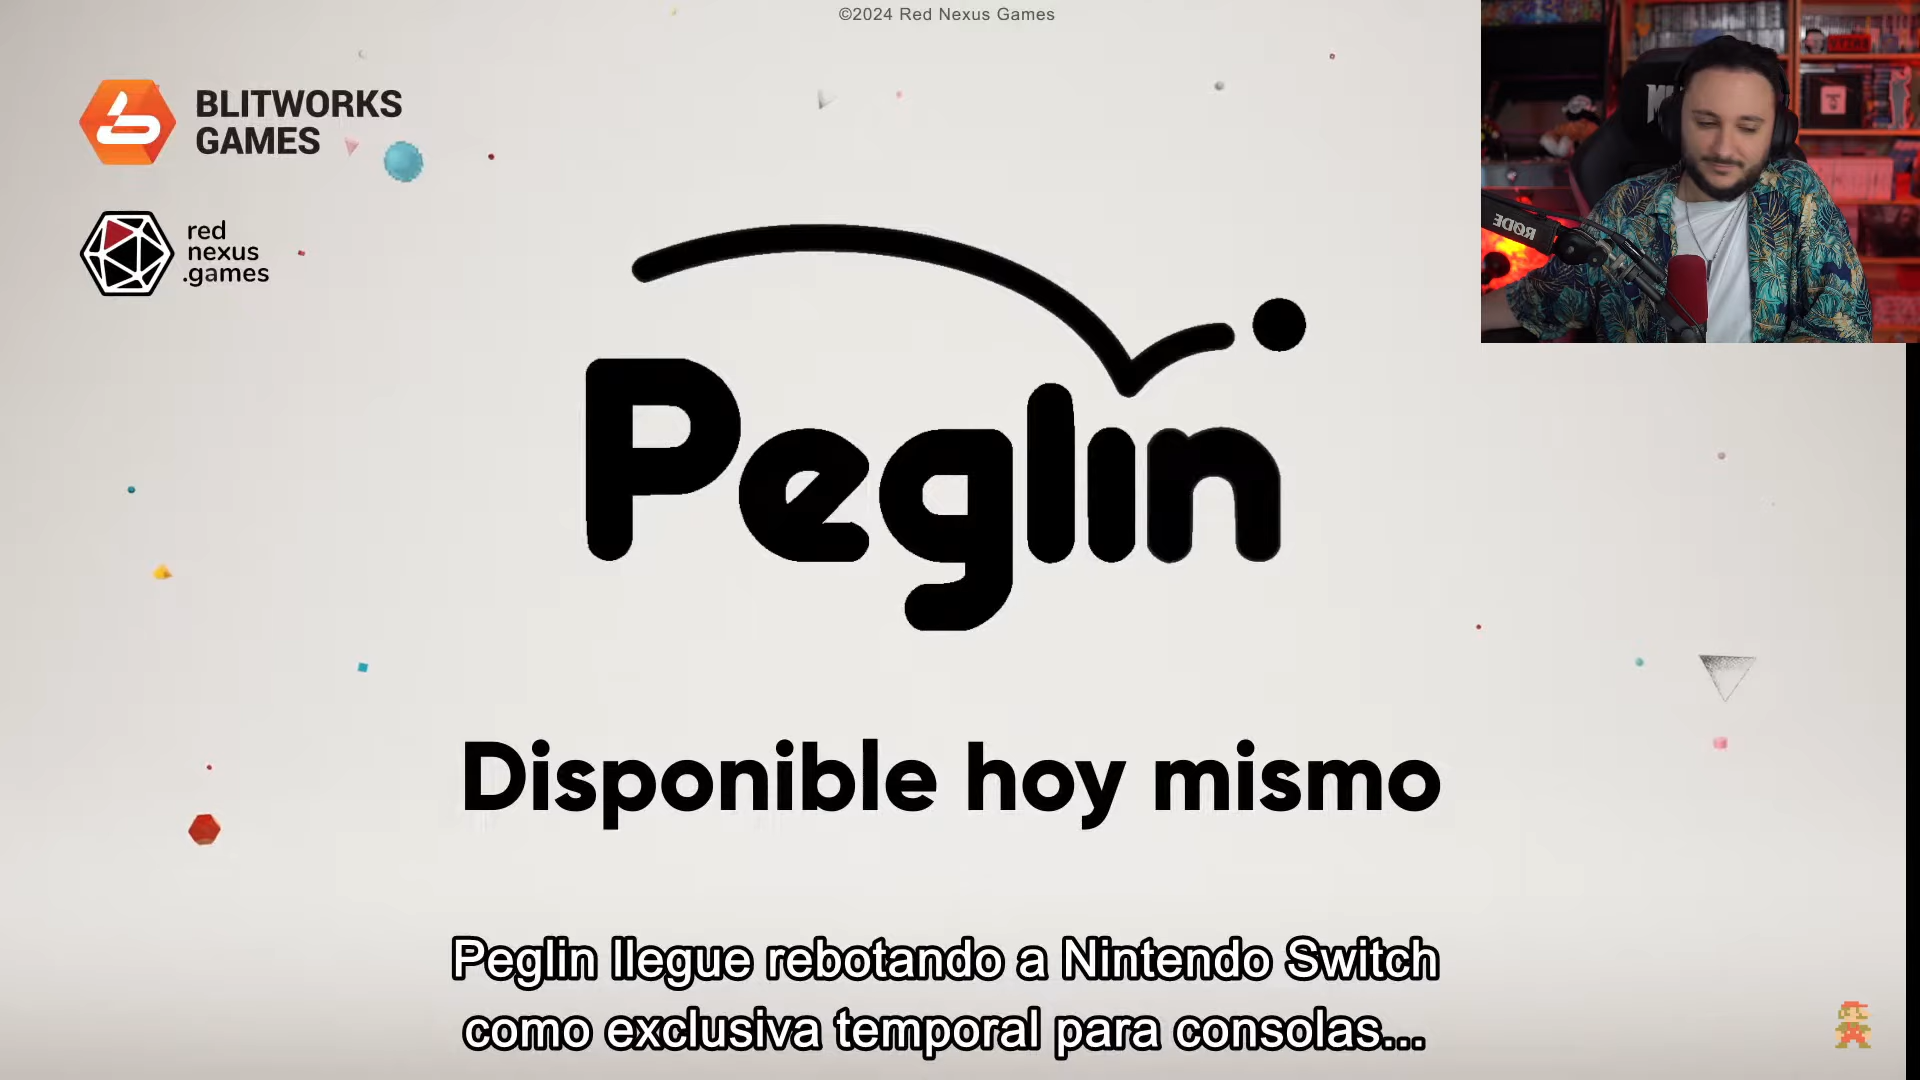 ©2024 Red Nexus Games
BLITWORKS
GAMES
red
nexus
.games
RØDE
Peglin
Disponible hoy mismo
Peglin llegue rebotando a Nintendo Switch
como exclusiva temporal para consolas...